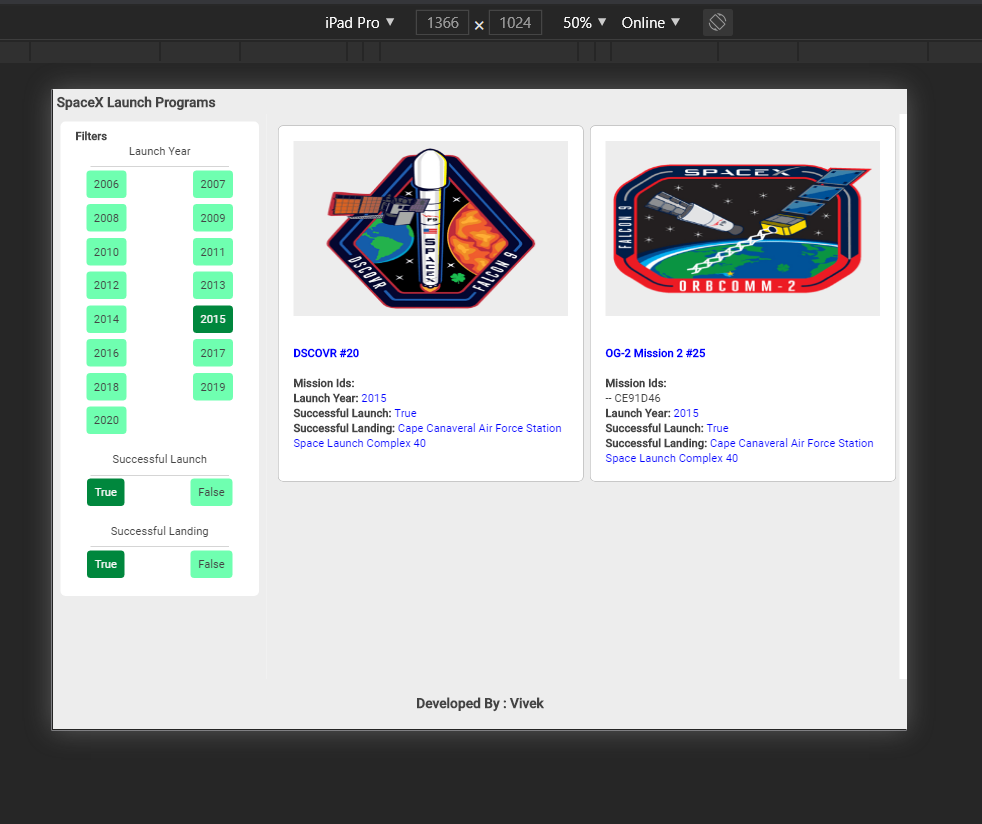 iPad Pro ▼ 1366 × 1024 50% ▼ Online ▼
SpaceX Launch Programs
Filters
Launch Year
2006 2007
2008 2009
2010 2011
2012 2013
2014 2015
2016 2017
2018 2019
2020
Successful Launch
True False
Successful Landing
True False
F9
SPACEX
DSCOVR
FALCON 9
DSCOVR #20
Mission Ids:
Launch Year: 2015
Successful Launch: True
Successful Landing: Cape Canaveral Air Force Station
Space Launch Complex 40
SPACEX
FALCON 9
ORBCOMM-2
OG-2 Mission 2 #25
Mission Ids:
-- CE91D46
Launch Year: 2015
Successful Launch: True
Successful Landing: Cape Canaveral Air Force Station
Space Launch Complex 40
Developed By : Vivek